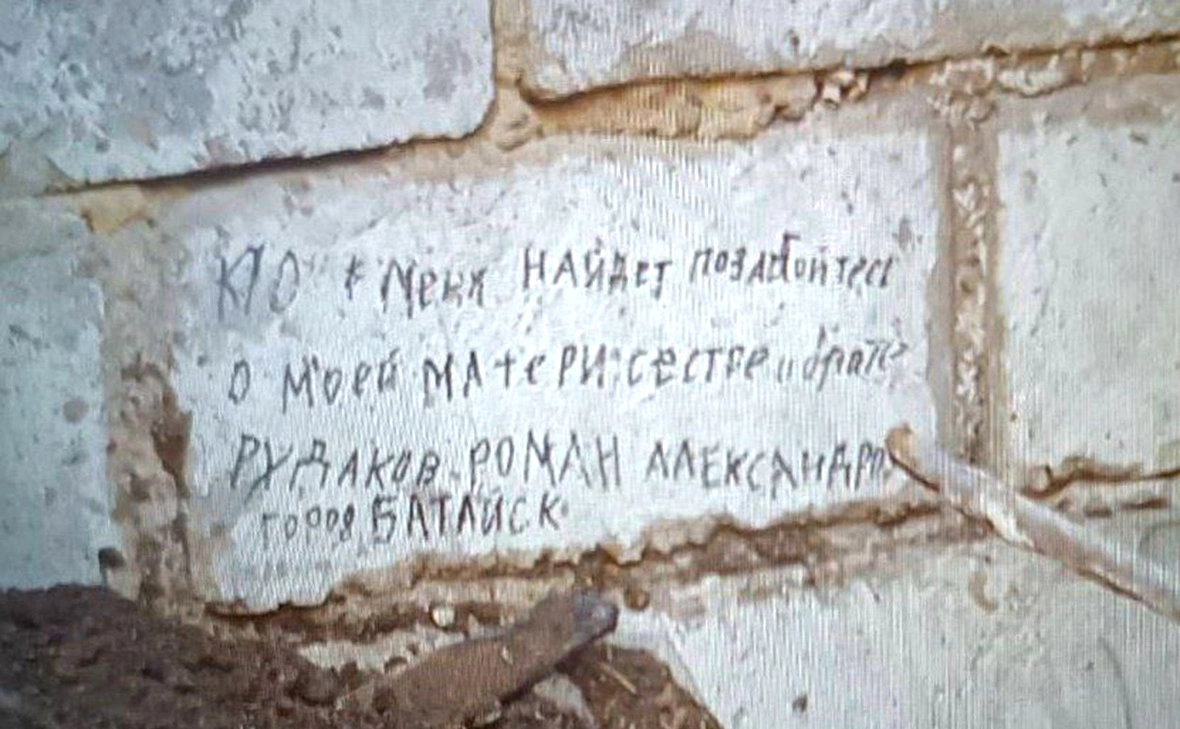 КТО меня найдет позаботтесь
о моей матери сестре и брате
РУДАКОВ РОМАН АЛЕКСАНДРО
город БАТАЙСК